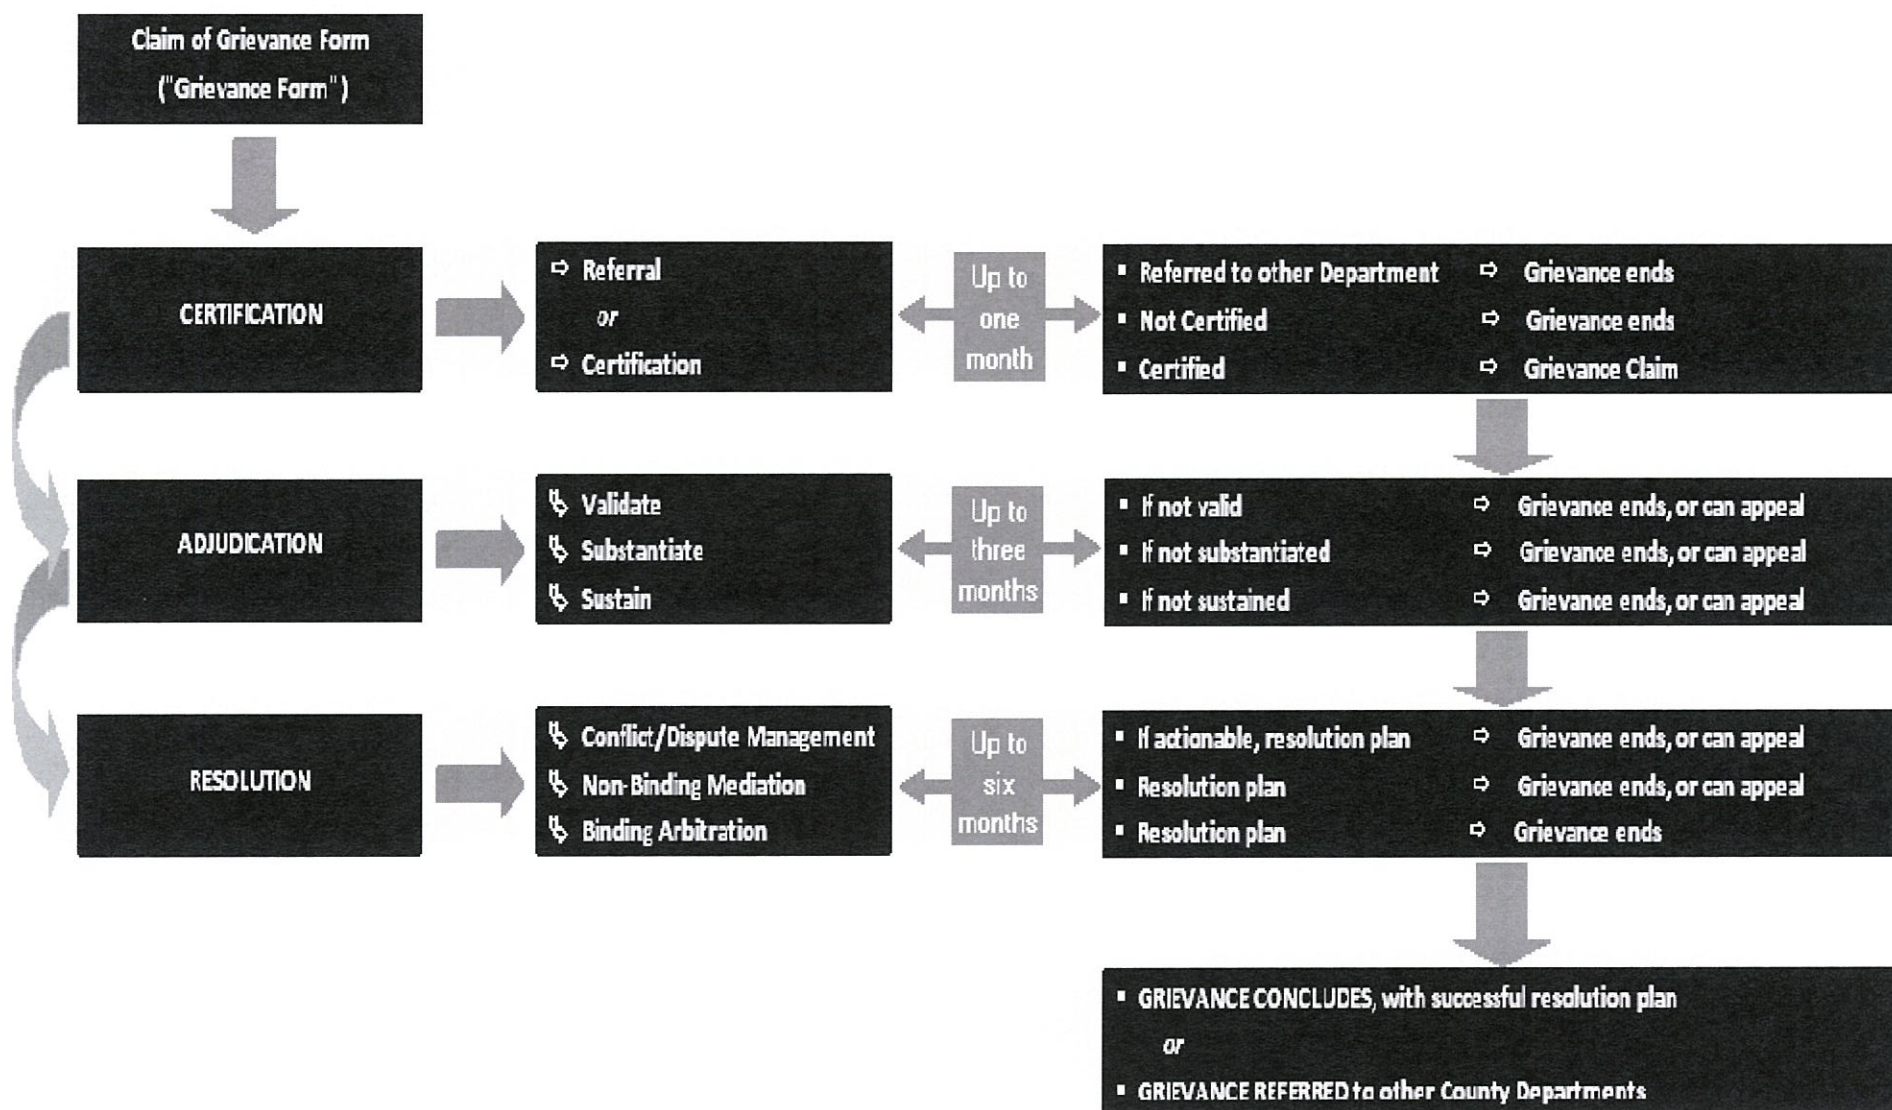 Claim of Grievance Form
("Grievance Form")
CERTIFICATION
⇨ Referral
or
⇨ Certification
Up to
one
month
▪ Referred to other Department ⇨ Grievance ends
▪ Not Certified ⇨ Grievance ends
▪ Certified ⇨ Grievance Claim
ADJUDICATION
Validate
Substantiate
Sustain
Up to
three
months
▪ If not valid ⇨ Grievance ends, or can appeal
▪ If not substantiated ⇨ Grievance ends, or can appeal
▪ If not sustained ⇨ Grievance ends, or can appeal
RESOLUTION
Conflict/Dispute Management
Non-Binding Mediation
Binding Arbitration
Up to
six
months
▪ If actionable, resolution plan ⇨ Grievance ends, or can appeal
▪ Resolution plan ⇨ Grievance ends, or can appeal
▪ Resolution plan ⇨ Grievance ends
▪ GRIEVANCE CONCLUDES, with successful resolution plan
or
▪ GRIEVANCE REFERRED to other County Departments